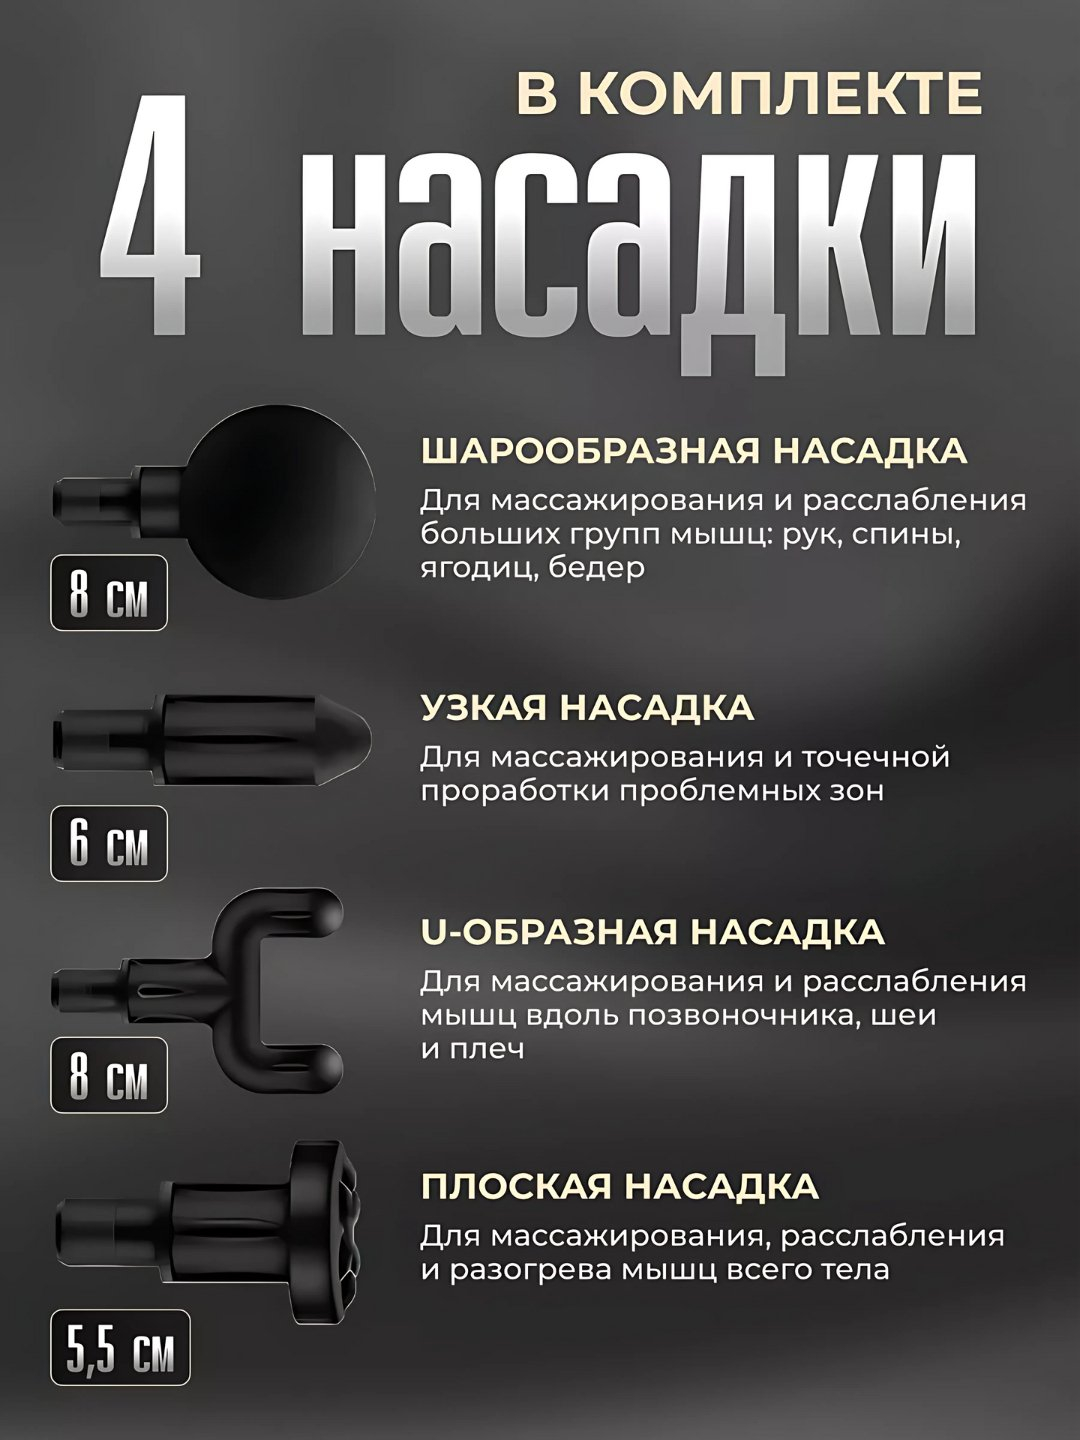 В КОМПЛЕКТЕ
4 насадки
ШАРООБРАЗНАЯ НАСАДКА
Для массажирования и расслабления
больших групп мышц: рук, спины,
ягодиц, бедер
8 см
УЗКАЯ НАСАДКА
Для массажирования и точечной
проработки проблемных зон
6 см
U-ОБРАЗНАЯ НАСАДКА
Для массажирования и расслабления
мышц вдоль позвоночника, шеи
и плеч
8 см
ПЛОСКАЯ НАСАДКА
Для массажирования, расслабления
и разогрева мышц всего тела
5,5 см